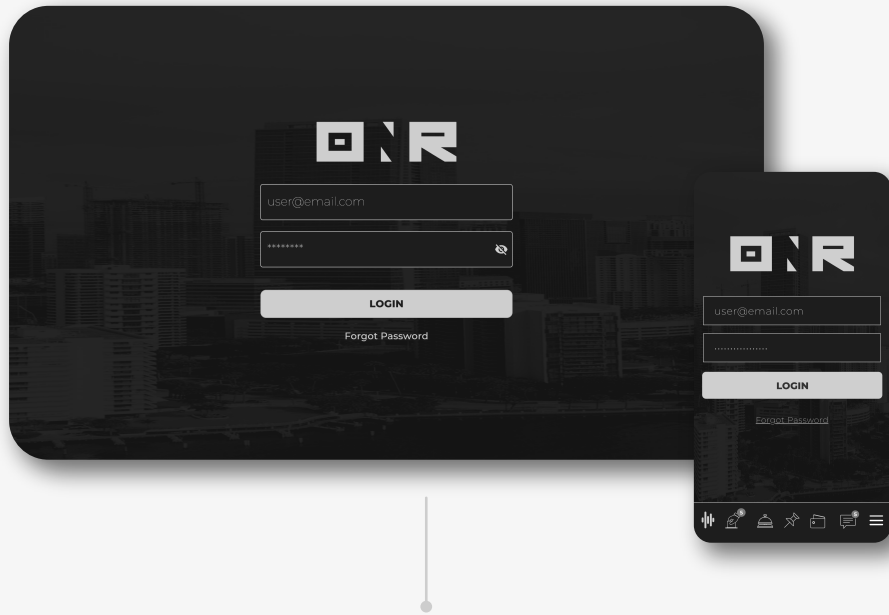 ONR
user@email.com
********
LOGIN
Forgot Password
ONR
user@email.com
.................
LOGIN
Forgot Password